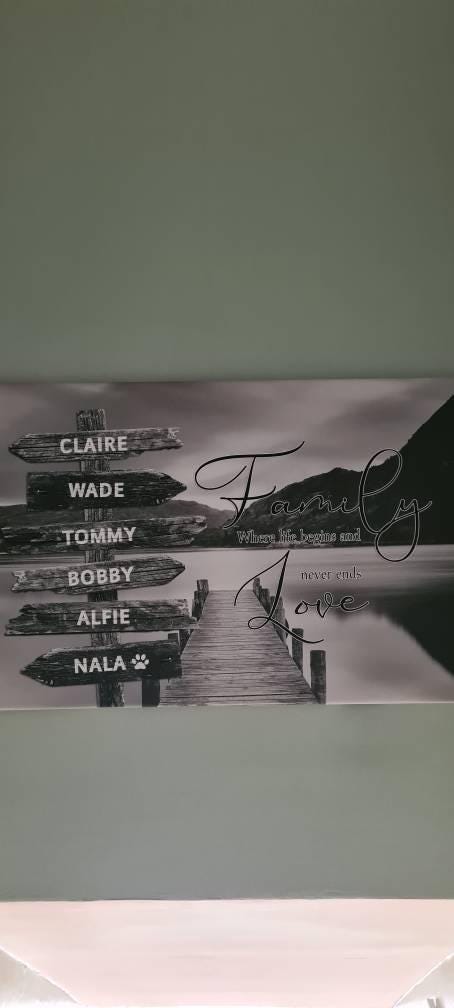 CLAIRE
WADE
TOMMY
BOBBY
ALFIE
NALA
Family
Where life begins and
Love
never ends